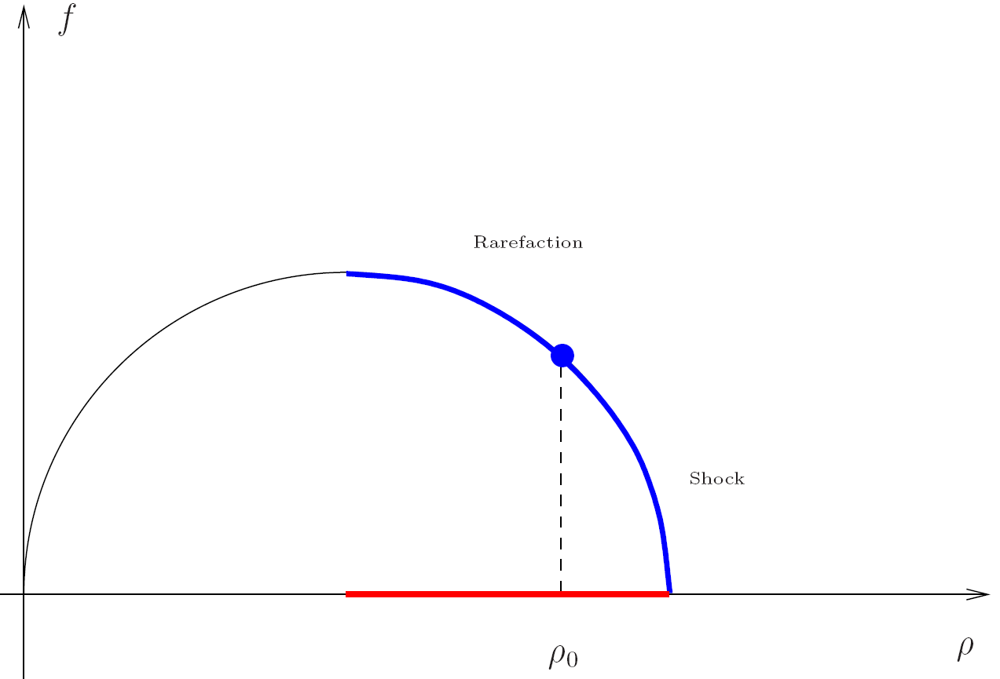 f
Rarefaction
Shock
ρ
ρ₀